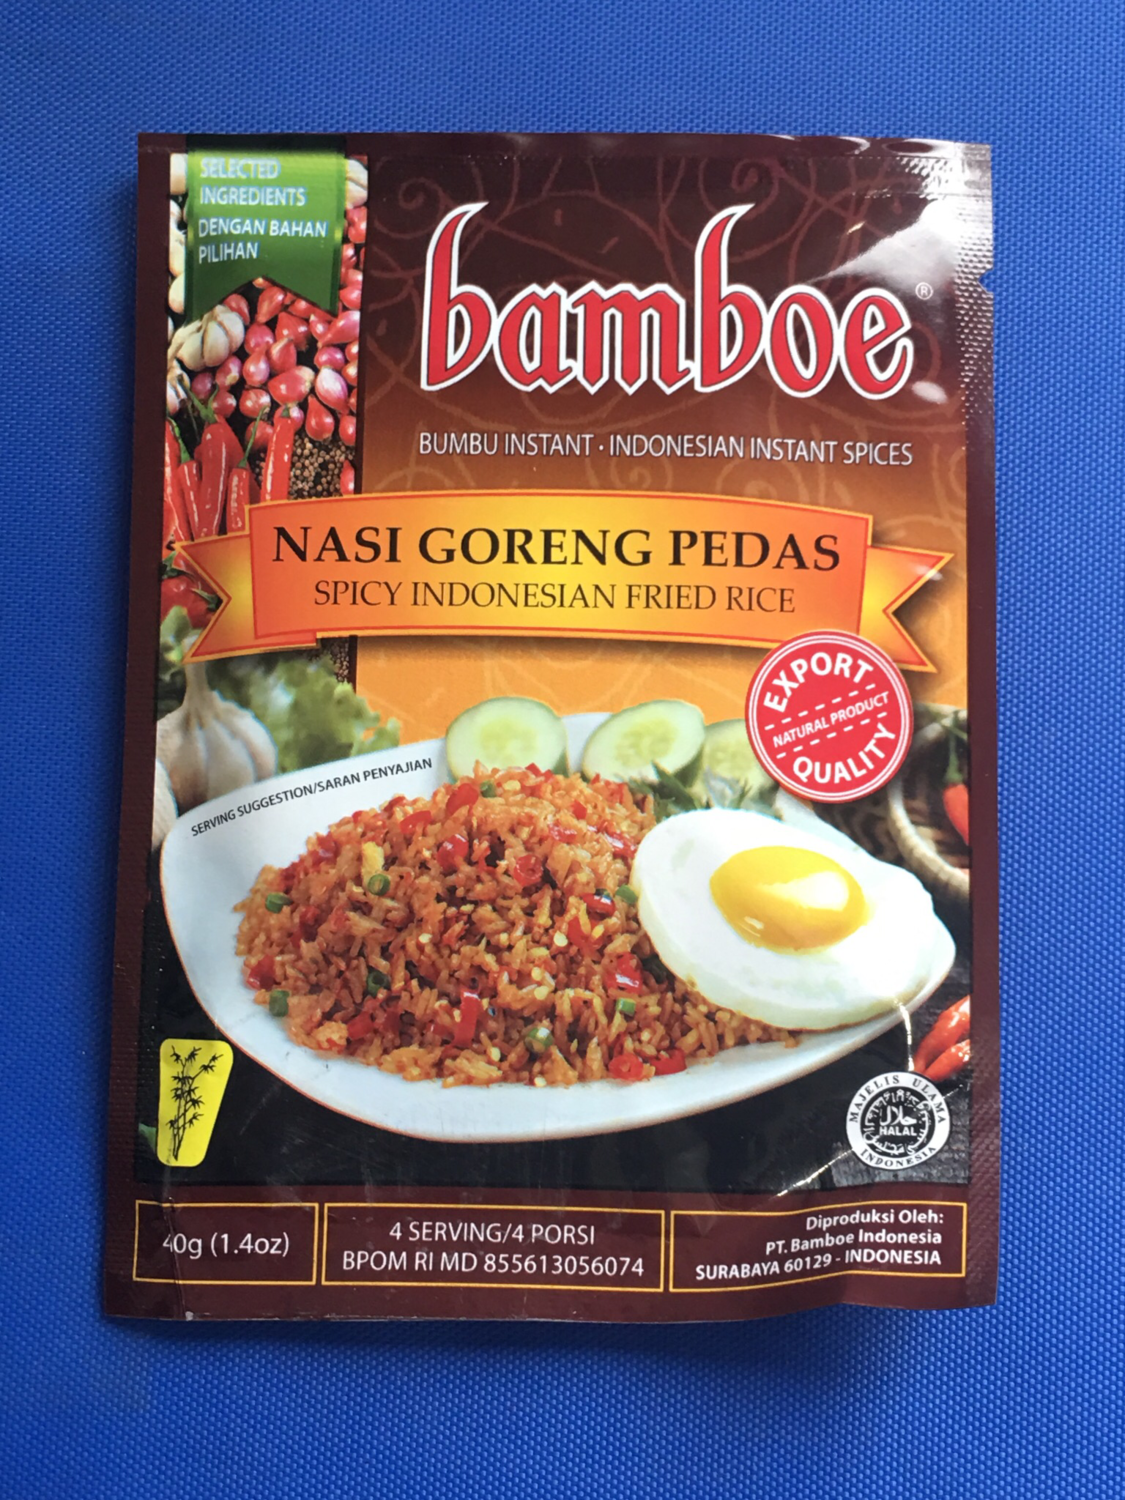 SELECTED
INGREDIENTS
DENGAN BAHAN
PILIHAN
bamboe®
BUMBU INSTANT · INDONESIAN INSTANT SPICES
NASI GORENG PEDAS
SPICY INDONESIAN FRIED RICE
EXPORT
NATURAL PRODUCT
QUALITY
SERVING SUGGESTION/SARAN PENYAJIAN
MAJELIS ULAMA
حلال
HALAL
INDONESIA
40g (1.4oz)
4 SERVING/4 PORSI
BPOM RI MD 855613056074
Diproduksi Oleh:
PT. Bamboe Indonesia
SURABAYA 60129 - INDONESIA